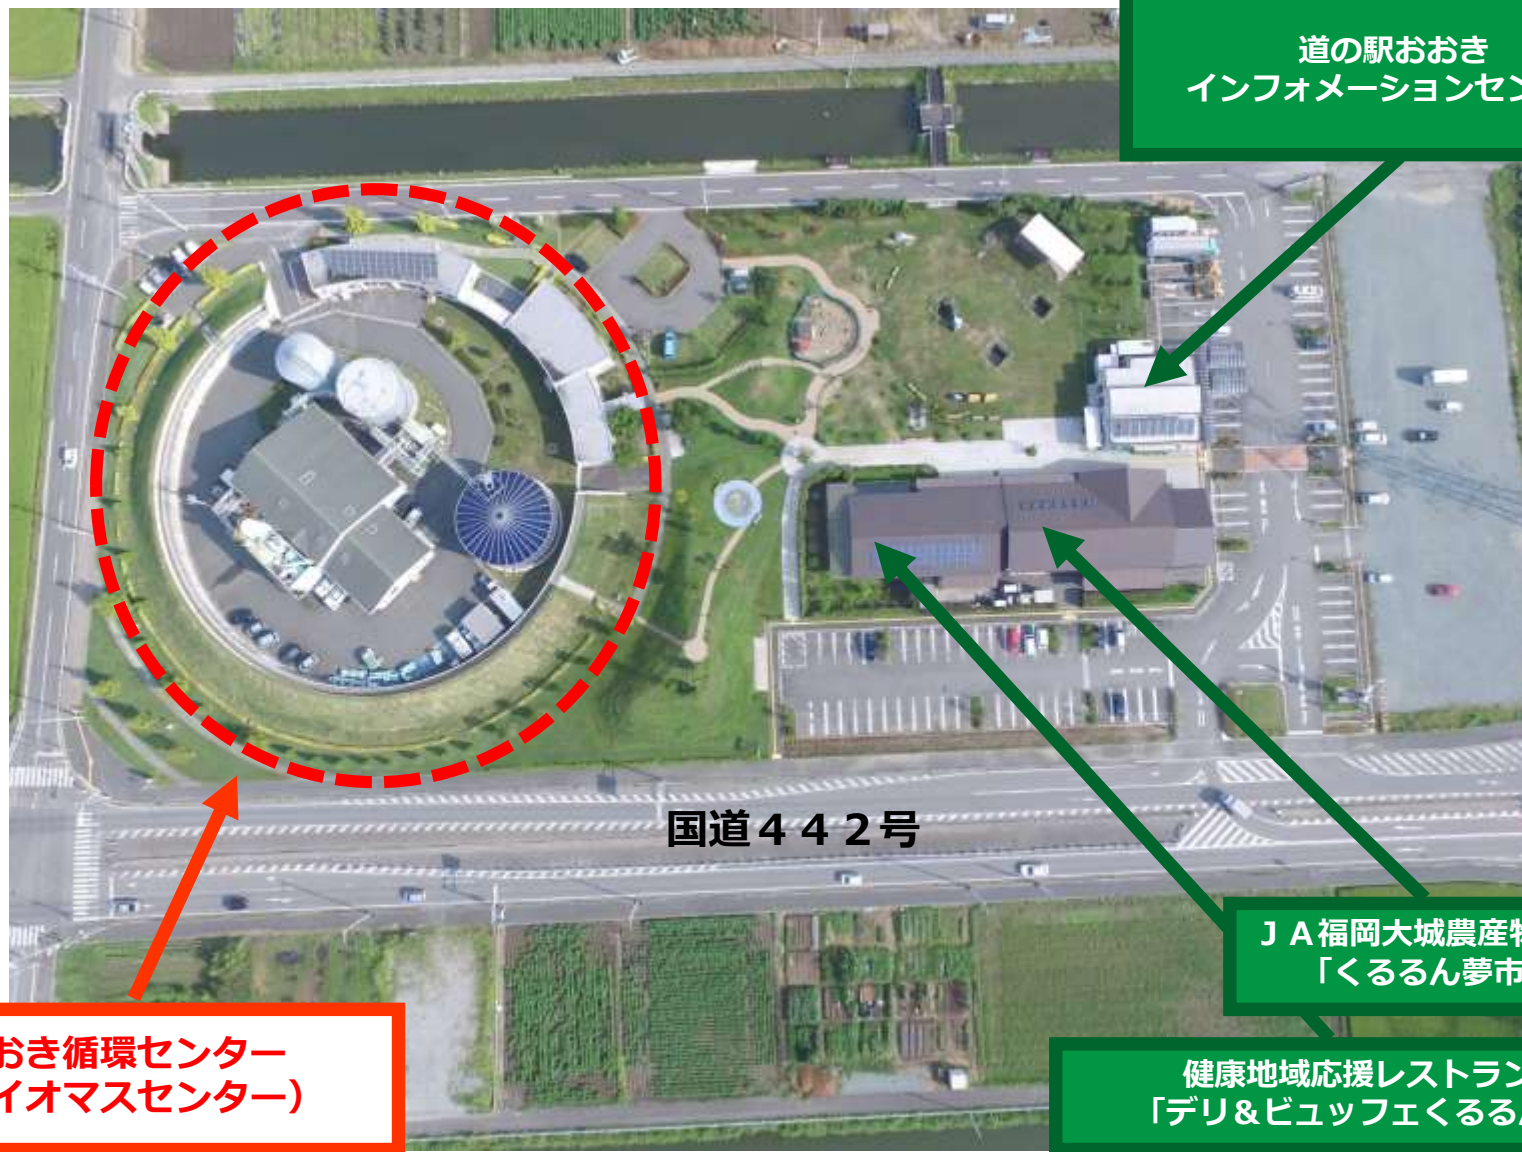 道の駅おおき
インフォメーションセン
国道４４２号
ＪＡ福岡大城農産物
「くるるん夢市
おき循環センター
イオマスセンター）
健康地域応援レストラン
「デリ＆ビュッフェくるるん